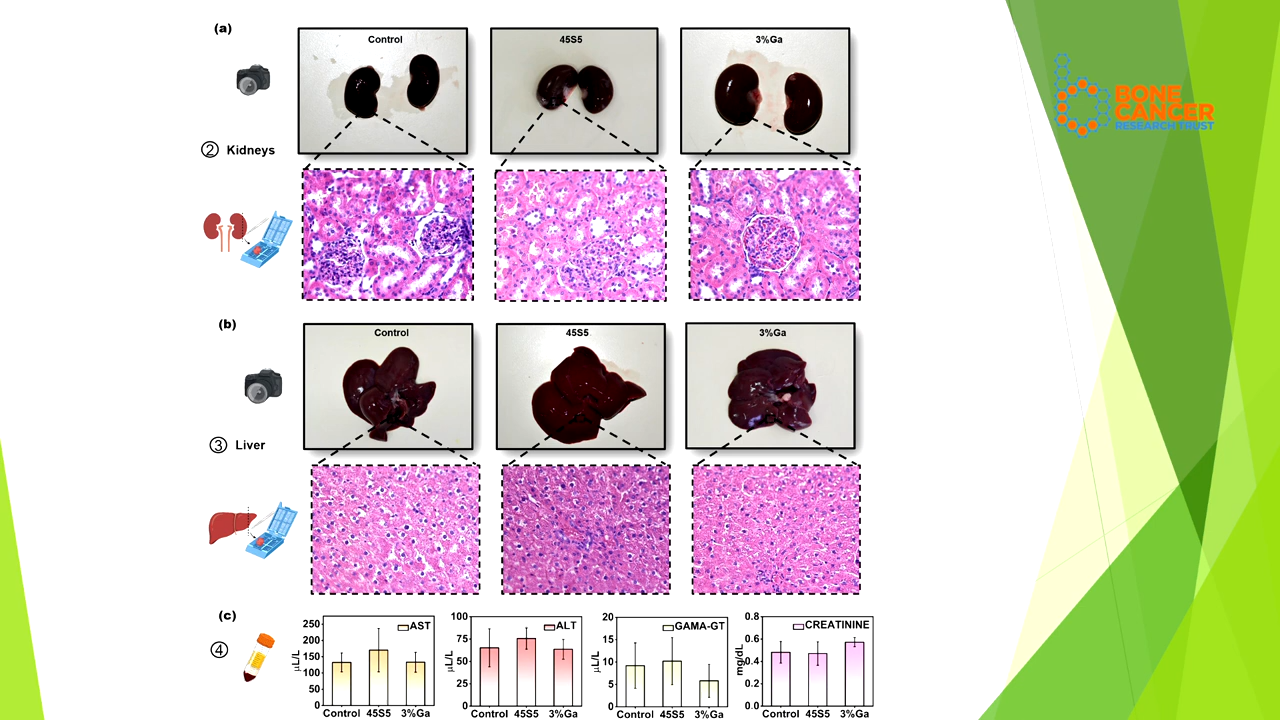 (a)
Control
45S5
3%Ga
② Kidneys
(b)
Control
45S5
3%Ga
③ Liver
(c)
④
250
200
150
100
50
0
μL/L
AST
Control 45S5 3%Ga
100
75
50
25
0
μL/L
ALT
Control 45S5 3%Ga
20
15
10
5
0
μL/L
GAMA-GT
Control 45S5 3%Ga
0.8
0.6
0.4
0.2
0.0
mg/dL
CREATININE
Control 45S5 3%Ga
BONE
CANCER
RESEARCH TRUST